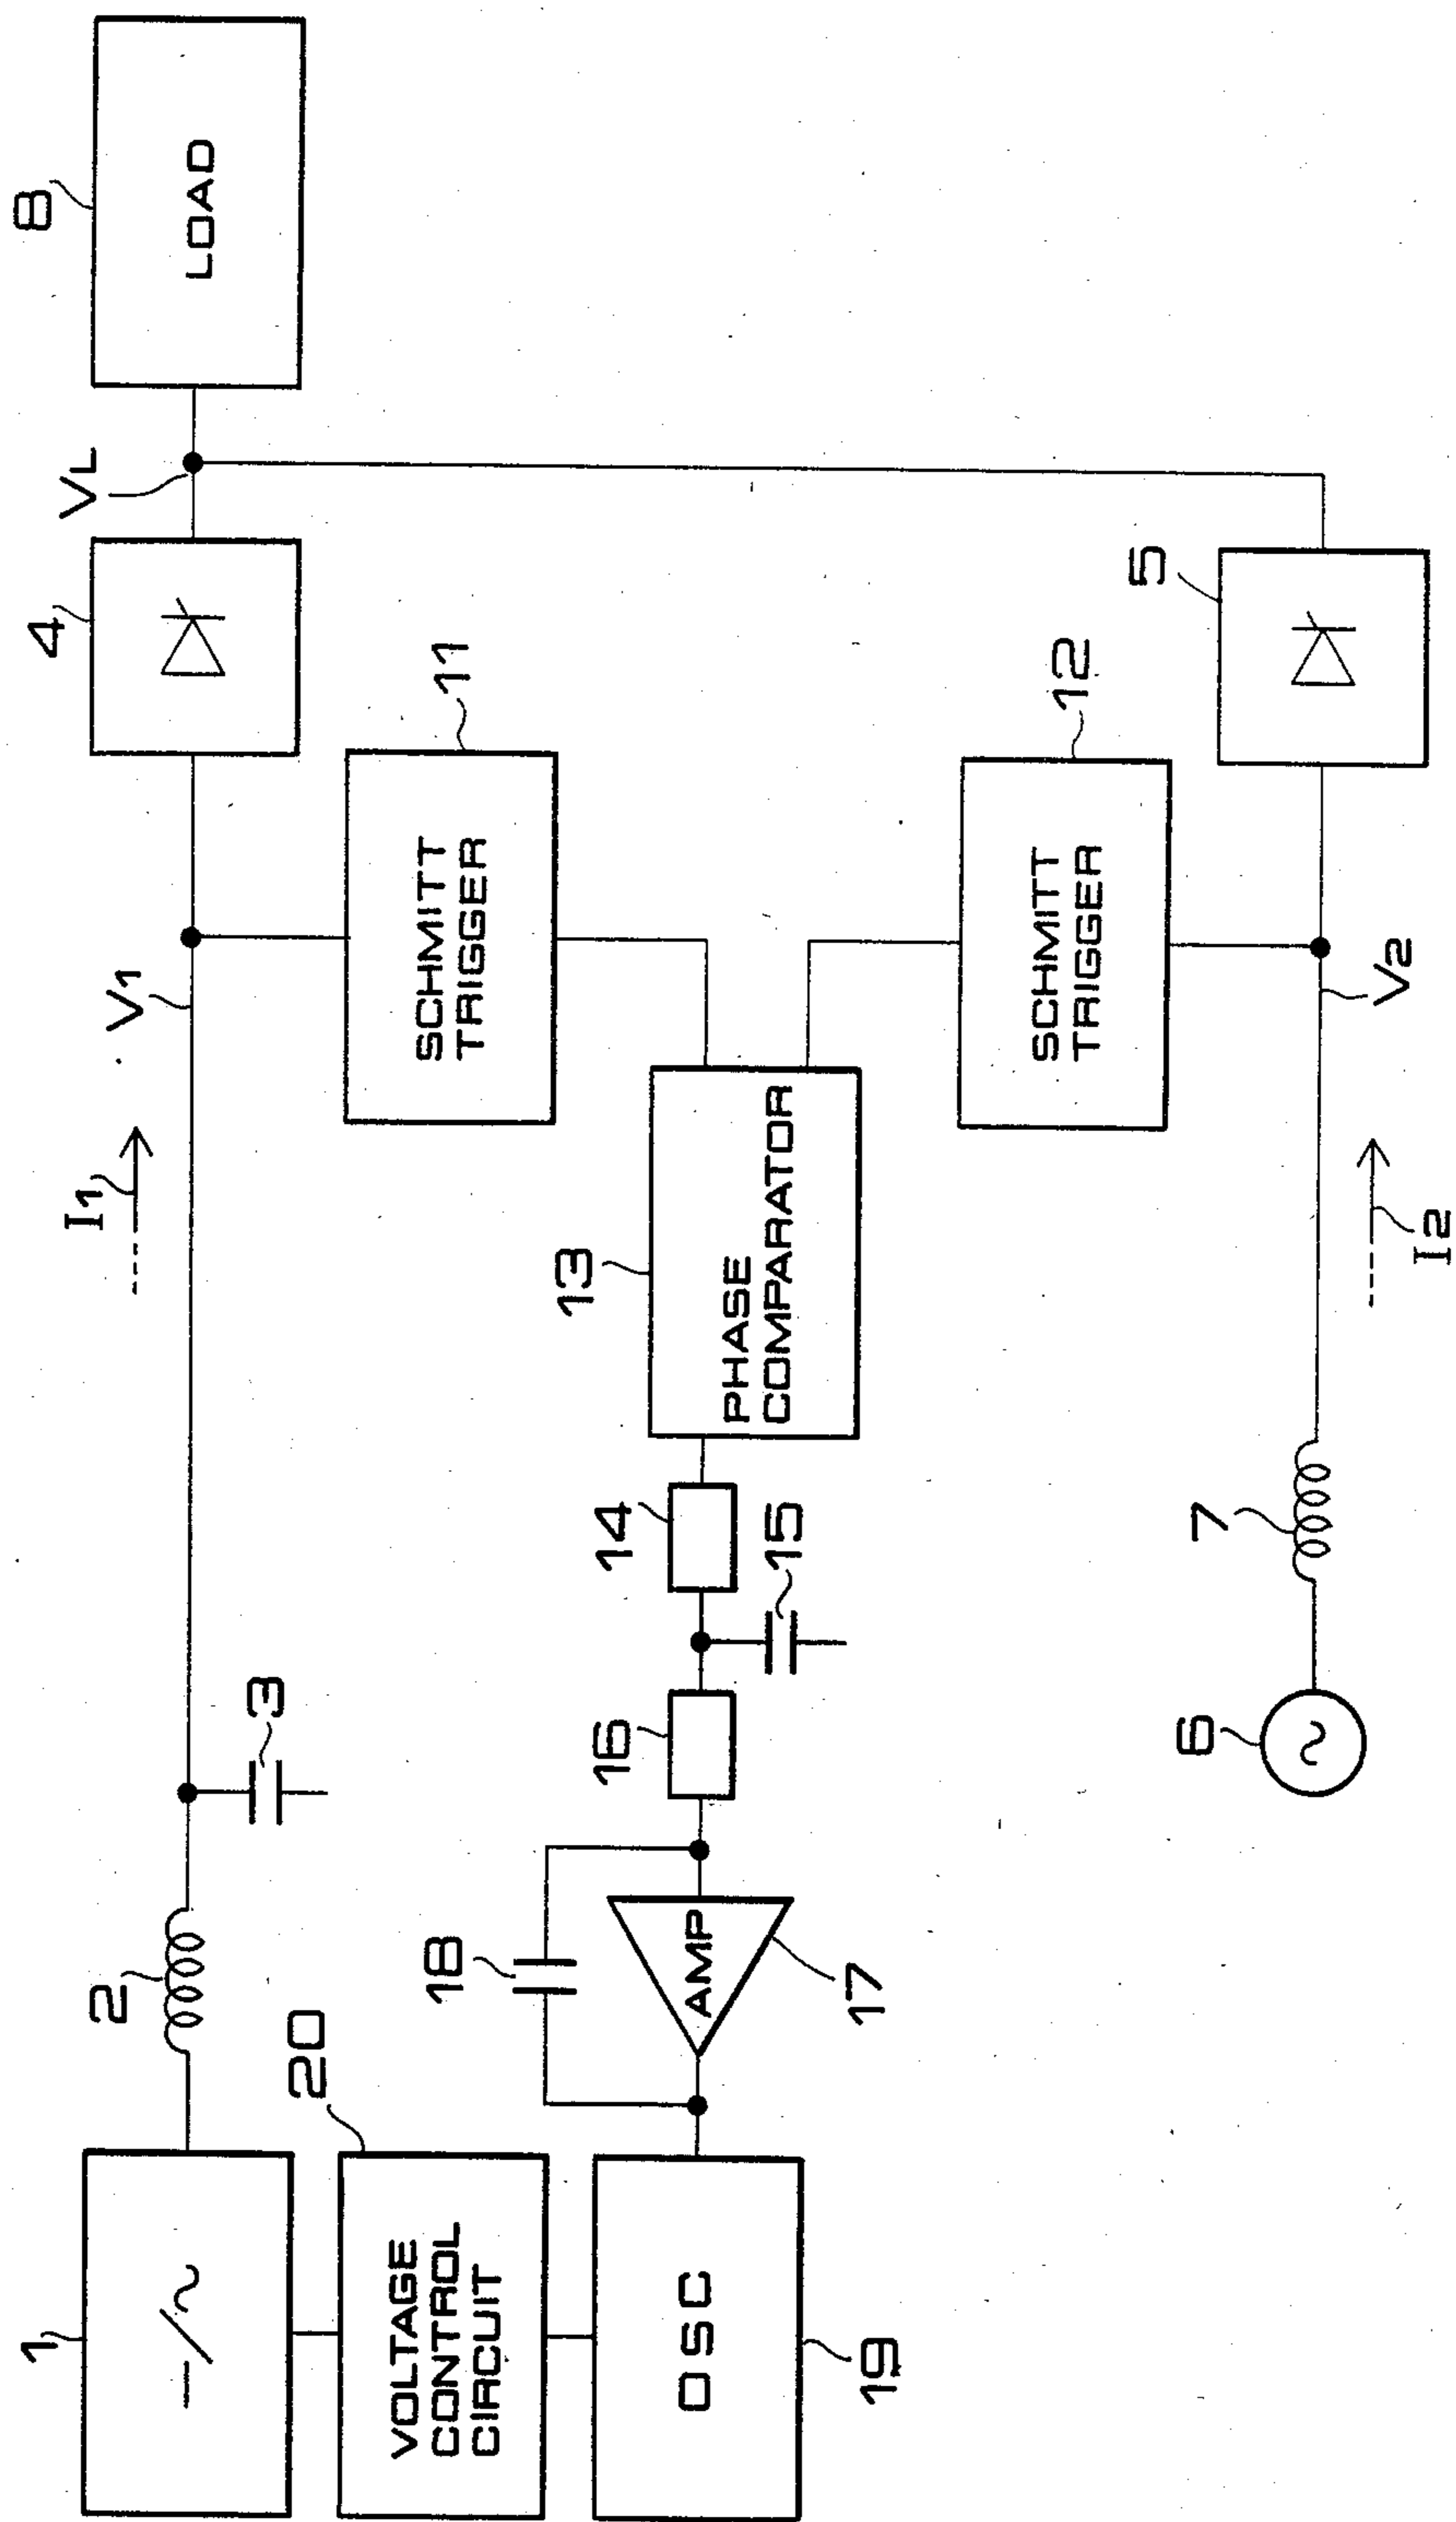 1
2
3
I1
V1
4
VL
8
LOAD
20
VOLTAGE
CONTROL
CIRCUIT
11
SCHMITT
TRIGGER
18
AMP
17
16
14
15
13
PHASE
COMPARATOR
OSC
19
12
SCHMITT
TRIGGER
5
6
7
I2
V2